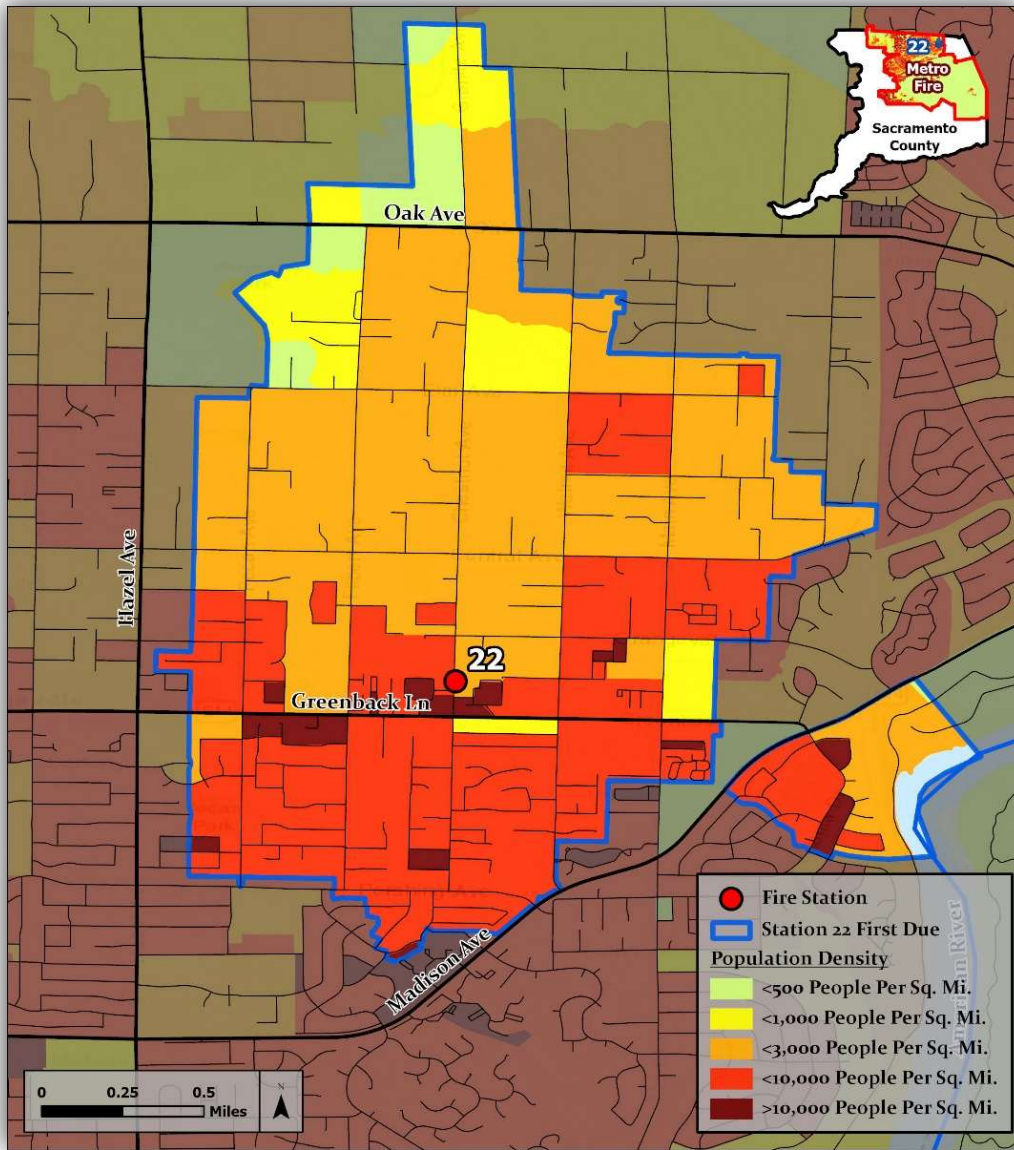 22
Metro
Fire
Sacramento
County
Oak Ave
Hazel Ave
22
Greenback Ln
Madison Ave
American River
Fire Station
Station 22 First Due
Population Density
<500 People Per Sq. Mi.
<1,000 People Per Sq. Mi.
<3,000 People Per Sq. Mi.
<10,000 People Per Sq. Mi.
>10,000 People Per Sq. Mi.
0 0.25 0.5
Miles
N